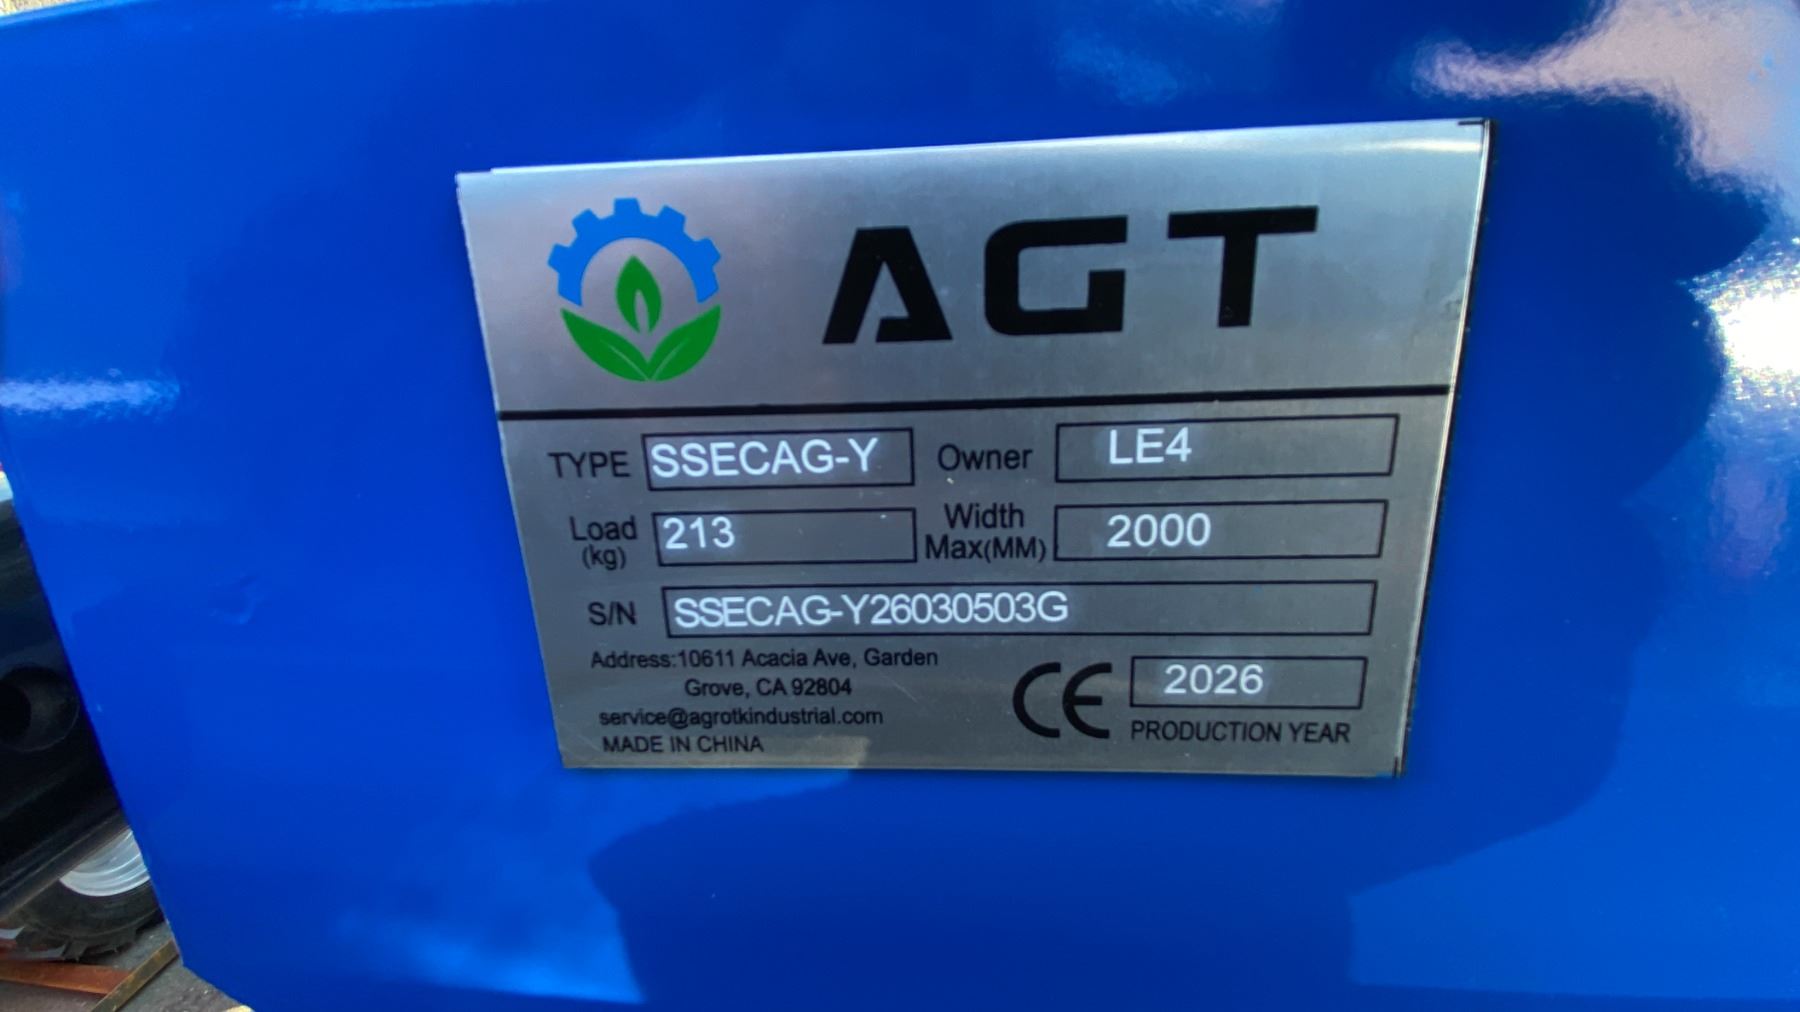 AGT
TYPE SSECAG-Y Owner LE4
Load (kg) 213 Width Max(MM) 2000
S/N SSECAG-Y26030503G
Address:10611 Acacia Ave, Garden
Grove, CA 92804
service@agrotkindustrial.com
MADE IN CHINA
CE 2026
PRODUCTION YEAR